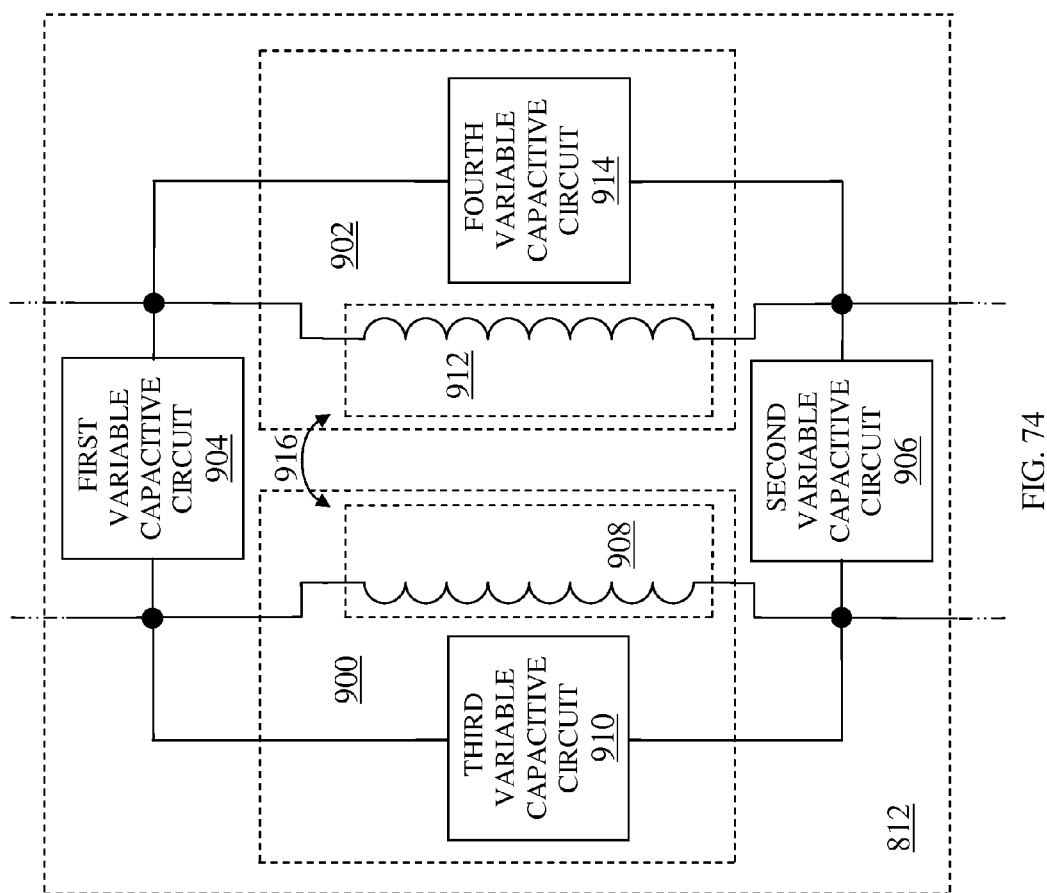 FIRST
VARIABLE
CAPACITIVE
CIRCUIT
904
916
900
902
THIRD
VARIABLE
CAPACITIVE
CIRCUIT
910
908
912
FOURTH
VARIABLE
CAPACITIVE
CIRCUIT
914
SECOND
VARIABLE
CAPACITIVE
CIRCUIT
906
812
FIG. 74